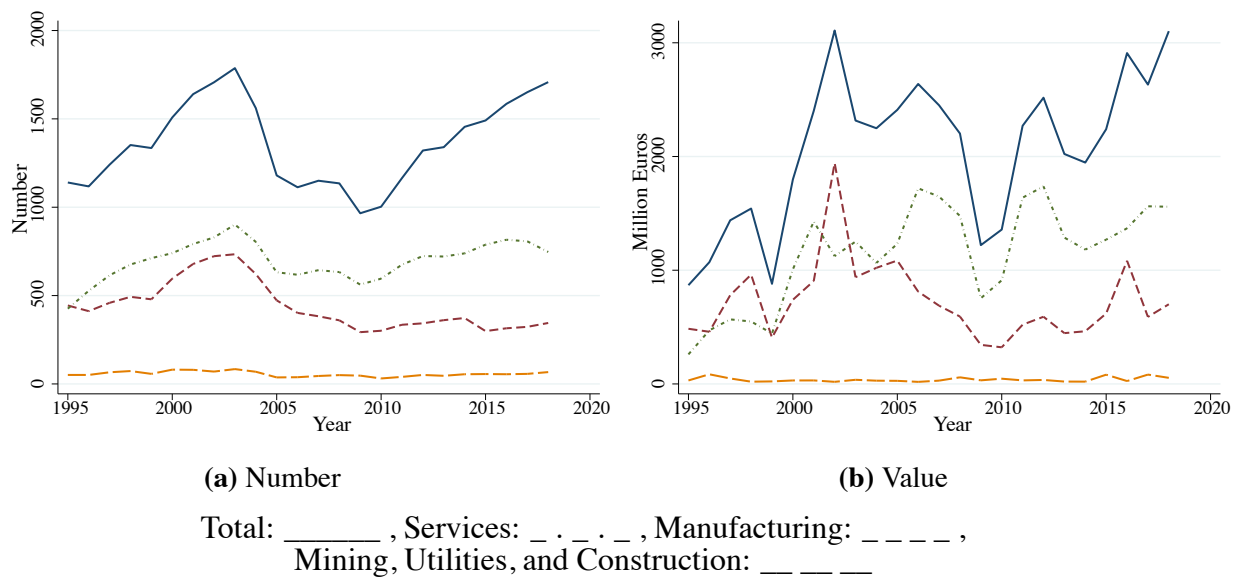 2000
1500
1000
500
0
Number
1995 2000 2005 2010 2015 2020
Year
(a) Number
3000
2000
1000
0
Million Euros
1995 2000 2005 2010 2015 2020
Year
(b) Value
Total: ______ , Services: _ . _ . _ , Manufacturing: _ _ _ _ ,
Mining, Utilities, and Construction: __ __ __